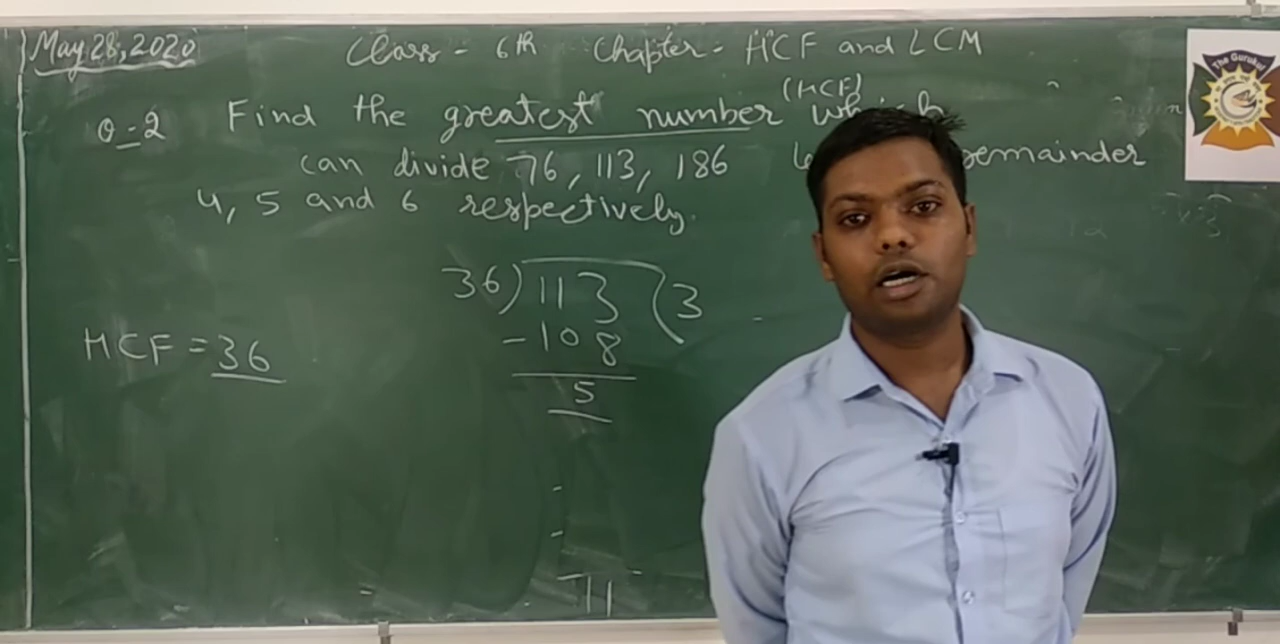 May 28, 2020 Class - 6th Chapter - HCF and LCM
The Gurukul
(HCF)
Q-2 Find the greatest number
can divide 76, 113, 186 remainder
4, 5 and 6 respectively.
36)113(3
-108
5
HCF = 36